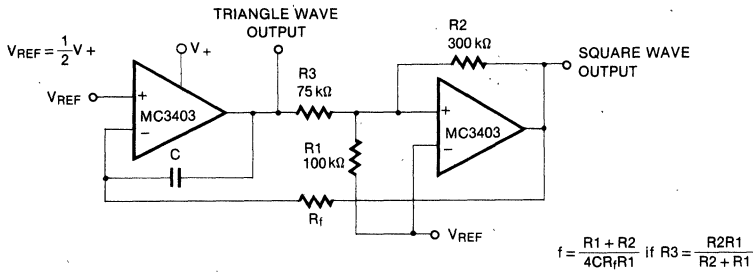 TRIANGLE WAVE
OUTPUT
V_REF = 1/2 V+
V+
V_REF
+
−
MC3403
C
R3
75 kΩ
R1
100 kΩ
R_f
R2
300 kΩ
+
−
MC3403
SQUARE WAVE
OUTPUT
V_REF
f = (R1 + R2)/(4CR_fR1) if R3 = (R2R1)/(R2 + R1)